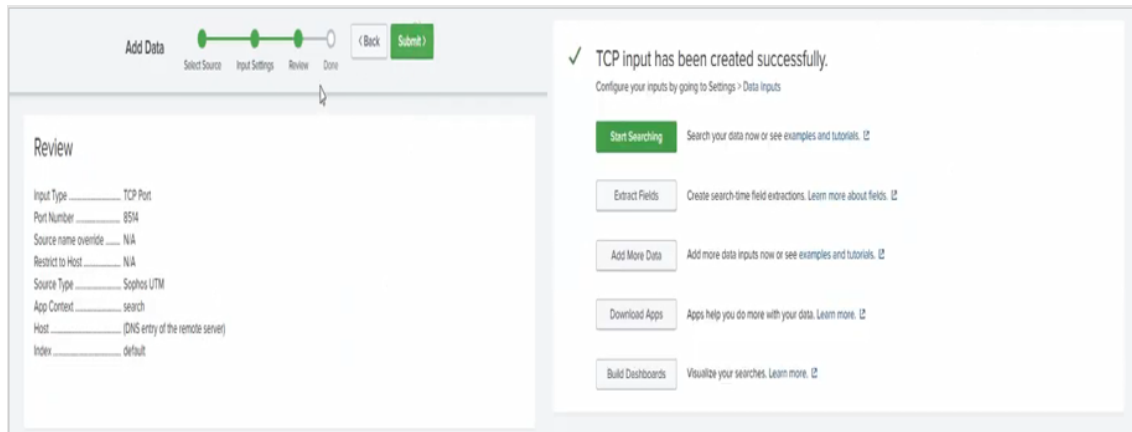 Add Data
Select Source
Input Settings
Review
Done
< Back
Submit >
Review
Input Type ........................ TCP Port
Port Number .................... 8514
Source name override ....... N/A
Restrict to Host ................. N/A
Source Type ..................... Sophos UTM
App Context ..................... search
Host ................................. (DNS entry of the remote server)
Index ................................ default
✓ TCP input has been created successfully.
Configure your inputs by going to Settings > Data Inputs
Start Searching Search your data now or see examples and tutorials.
Extract Fields Create search-time field extractions. Learn more about fields.
Add More Data Add more data inputs now or see examples and tutorials.
Download Apps Apps help you do more with your data. Learn more.
Build Dashboards Visualize your searches. Learn more.